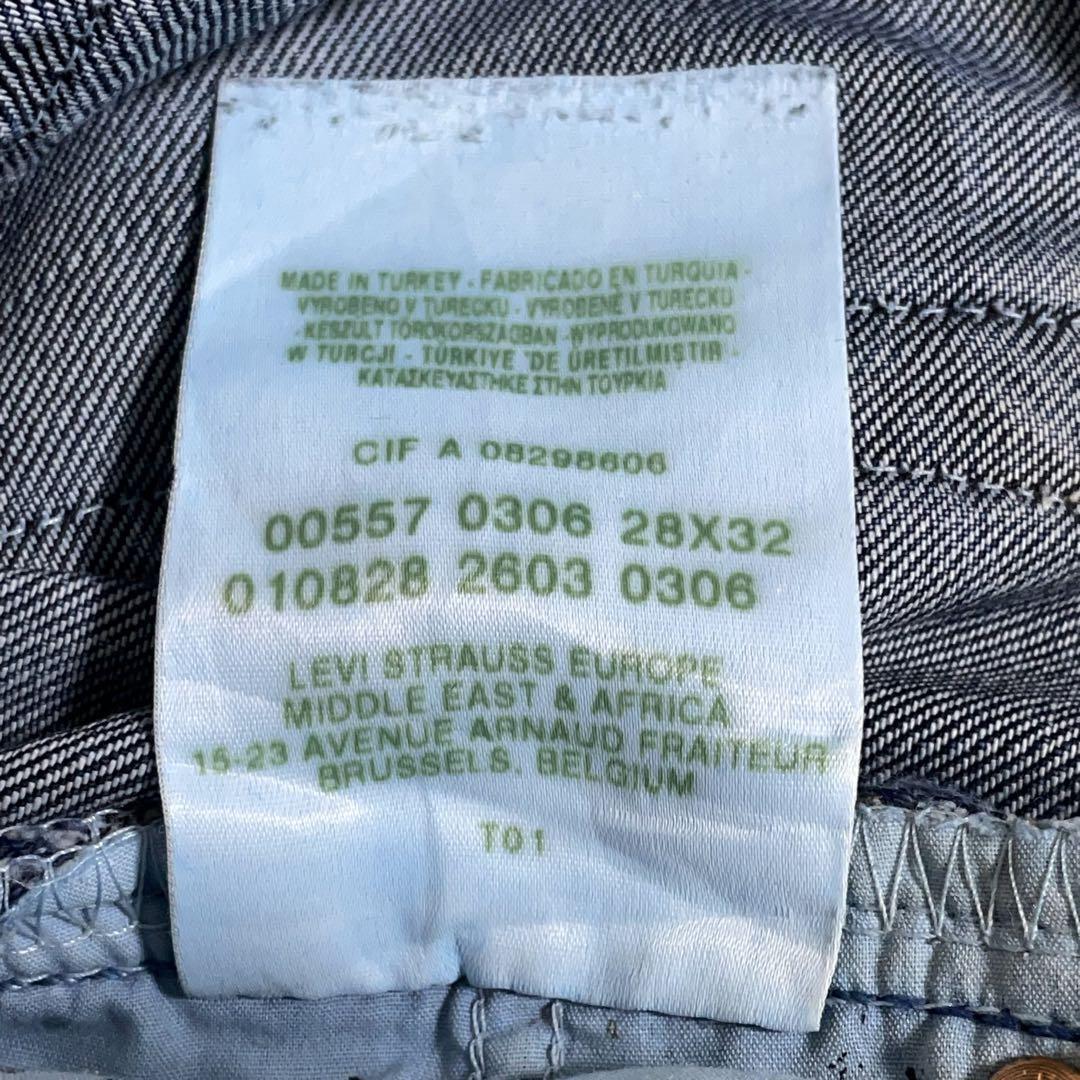 MADE IN TURKEY - FABRICADO EN TURQUIA -
VYROBENO V TURECKU - VYROBENÉ V TURECKU
- KESZULT TOROKORSZAGBAN - WYPRODUKOWANO
W TURCJI - TÜRKIYE 'DE ÜRETILMISTIR -
ΚΑΤΑΣΚΕΥΑΣΤΗΚΕ ΣΤΗΝ ΤΟΥΡΚΙΑ
CIF A 08298606
00557 0306 28X32
010828 2603 0306
LEVI STRAUSS EUROPE
MIDDLE EAST & AFRICA
15-23 AVENUE ARNAUD FRAITEUR
BRUSSELS, BELGIUM
T01